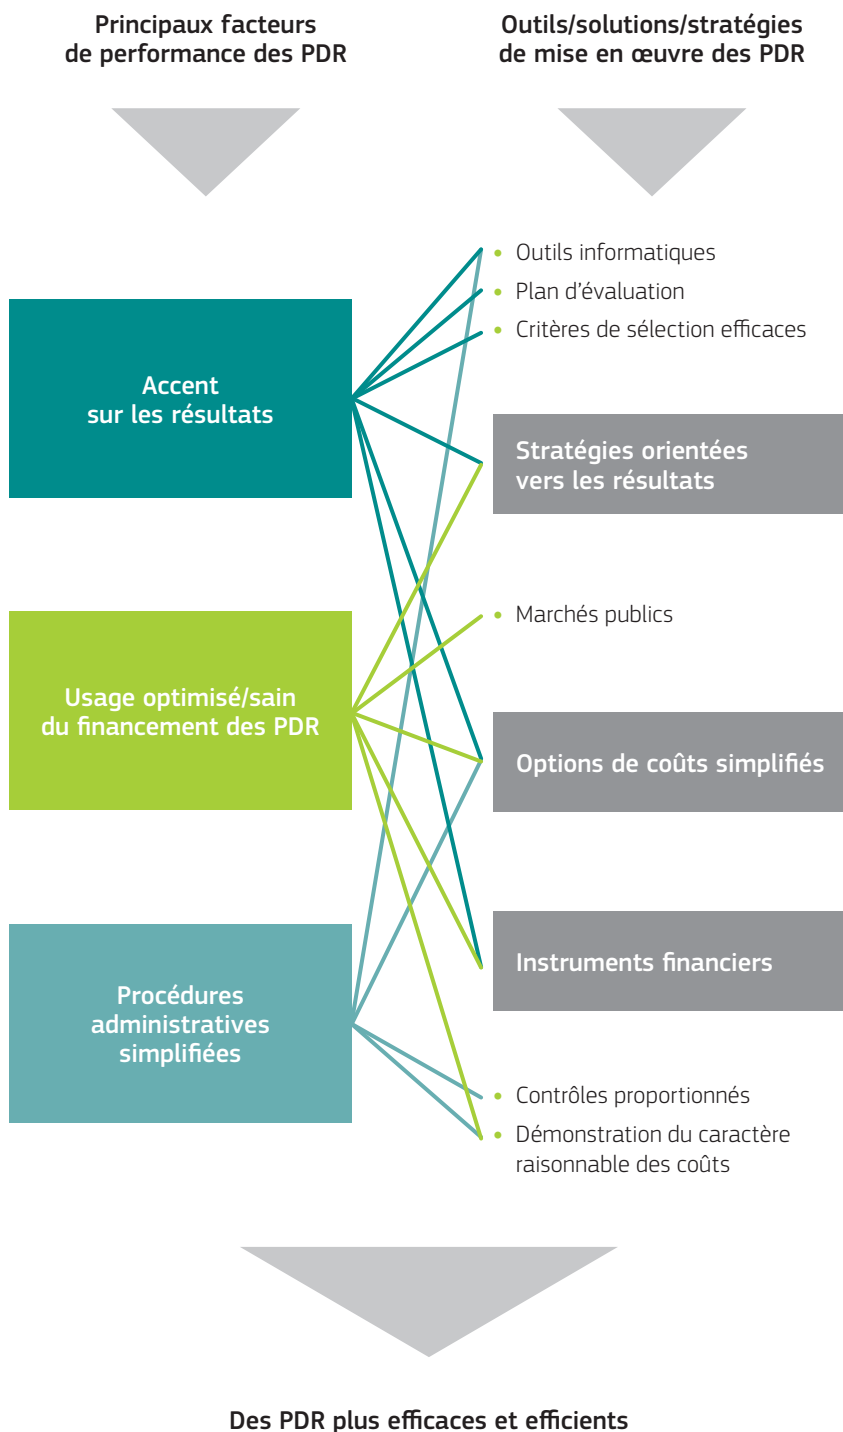 Principaux facteurs
de performance des PDR
Outils/solutions/stratégies
de mise en œuvre des PDR
Accent
sur les résultats
Usage optimisé/sain
du financement des PDR
Procédures
administratives
simplifiées
• Outils informatiques
• Plan d'évaluation
• Critères de sélection efficaces
Stratégies orientées
vers les résultats
• Marchés publics
Options de coûts simplifiés
Instruments financiers
• Contrôles proportionnés
• Démonstration du caractère
raisonnable des coûts
Des PDR plus efficaces et efficients